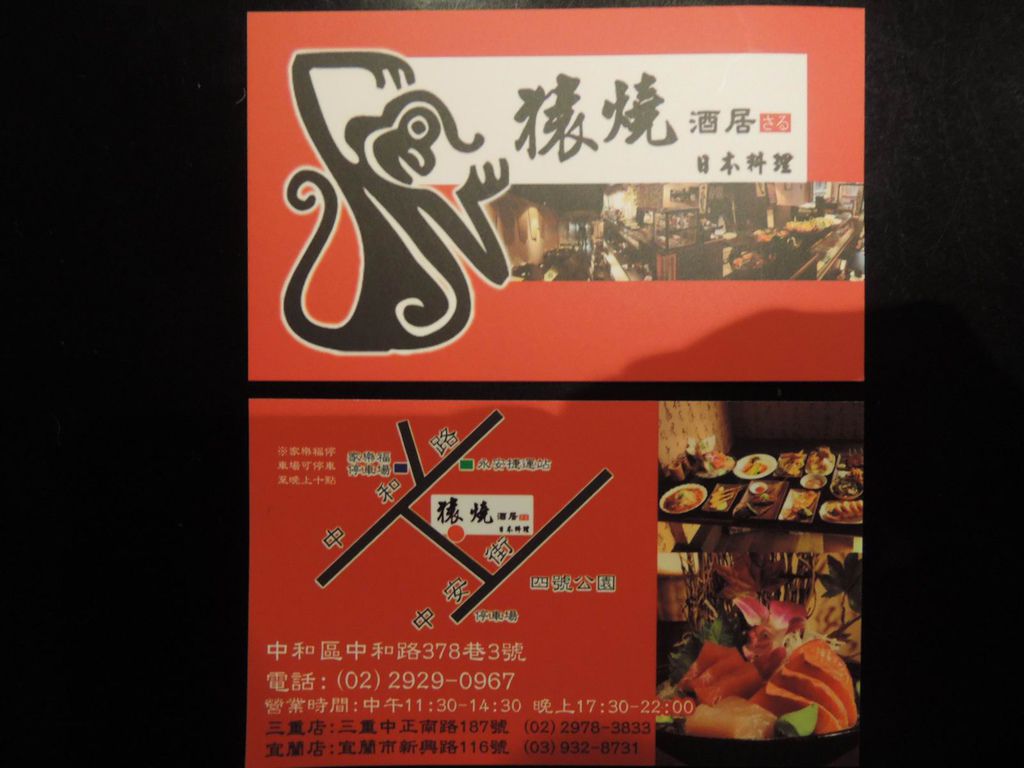 猿燒 酒居 さる
日本料理
※家樂福停
車場可停車
至晚上十點
家樂福
停車場
中和路
永安捷運站
猿燒 酒居 さる
日本料理
中安街
四號公園
停車場
中和區中和路378巷3號
電話:(02)2929-0967
營業時間:中午11:30-14:30 晚上17:30-22:00
三重店:三重中正南路187號 (02)2978-3833
宜蘭店:宜蘭市新興路116號 (03)932-8731